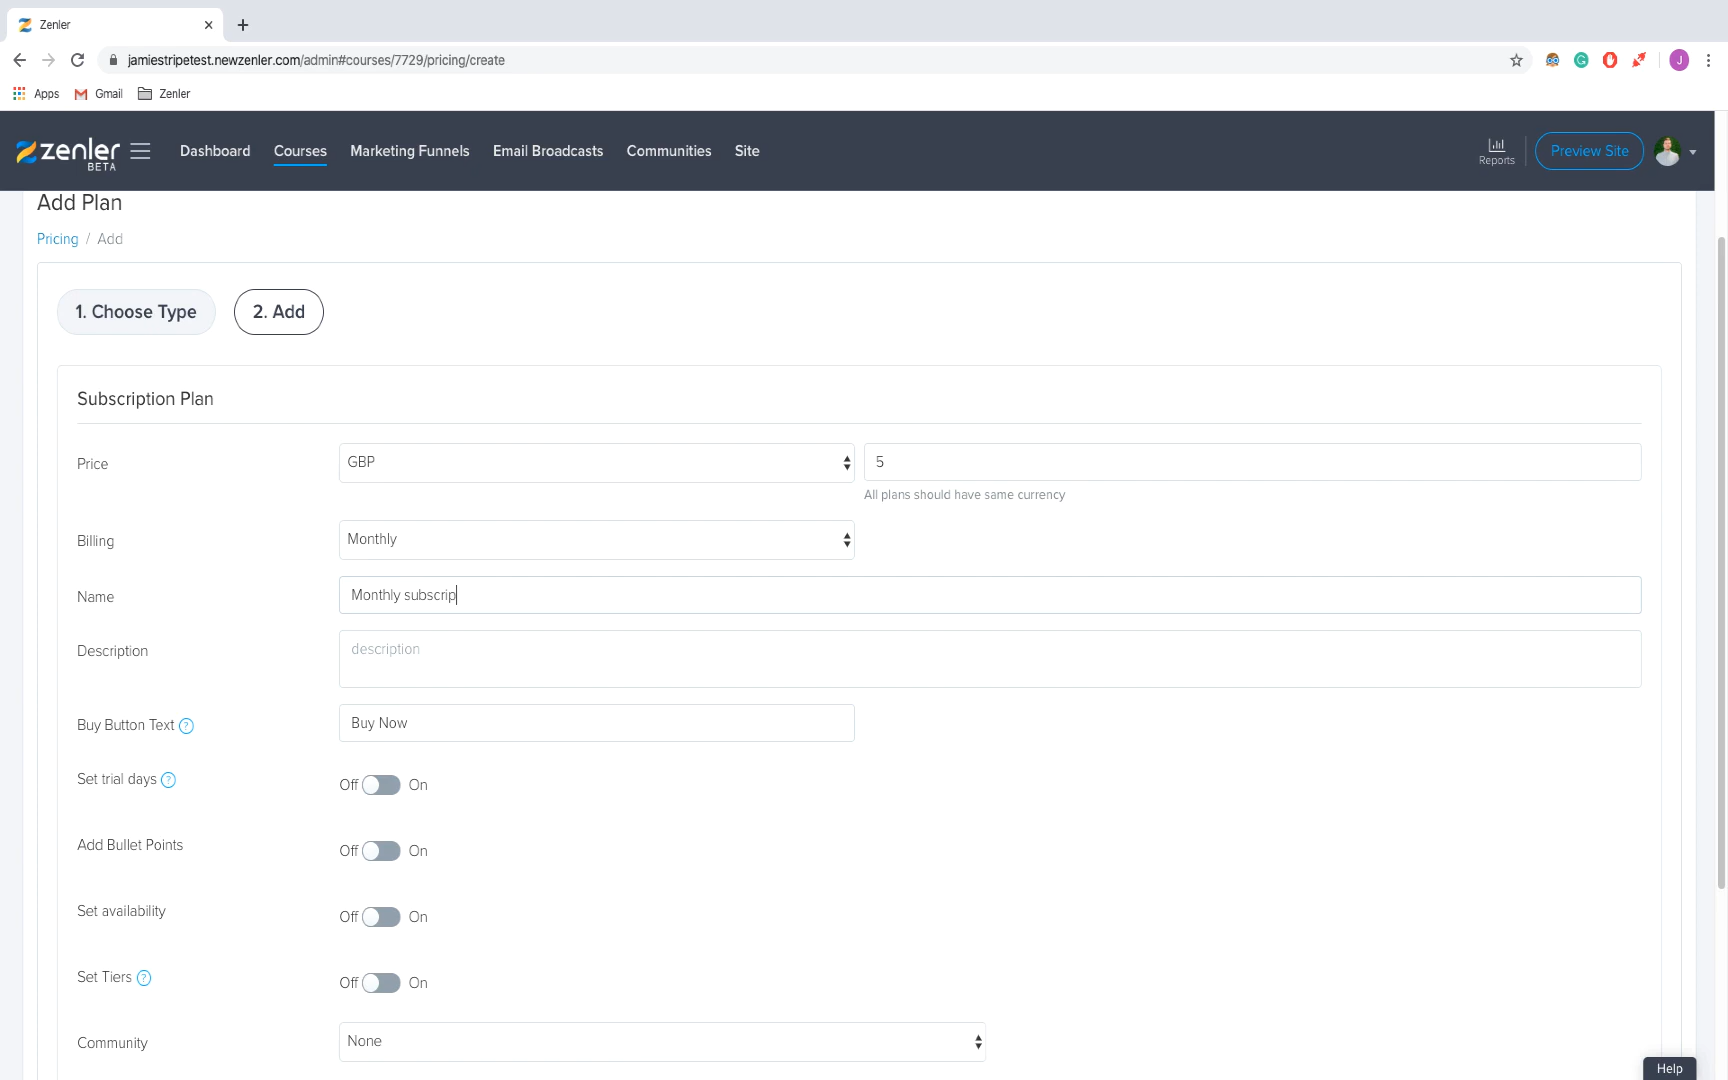 Zenler
jamiestripetest.newzenler.com/admin#courses/7729/pricing/create
J
Apps Gmail Zenler
zenler
BETA
Dashboard Courses Marketing Funnels Email Broadcasts Communities Site
Reports
Preview Site
Add Plan
Pricing / Add
1. Choose Type 2. Add
Subscription Plan
Price GBP 5
All plans should have same currency
Billing Monthly
Name Monthly subscrip
Description description
Buy Button Text ? Buy Now
Set trial days ? Off On
Add Bullet Points Off On
Set availability Off On
Set Tiers ? Off On
Community None
Help